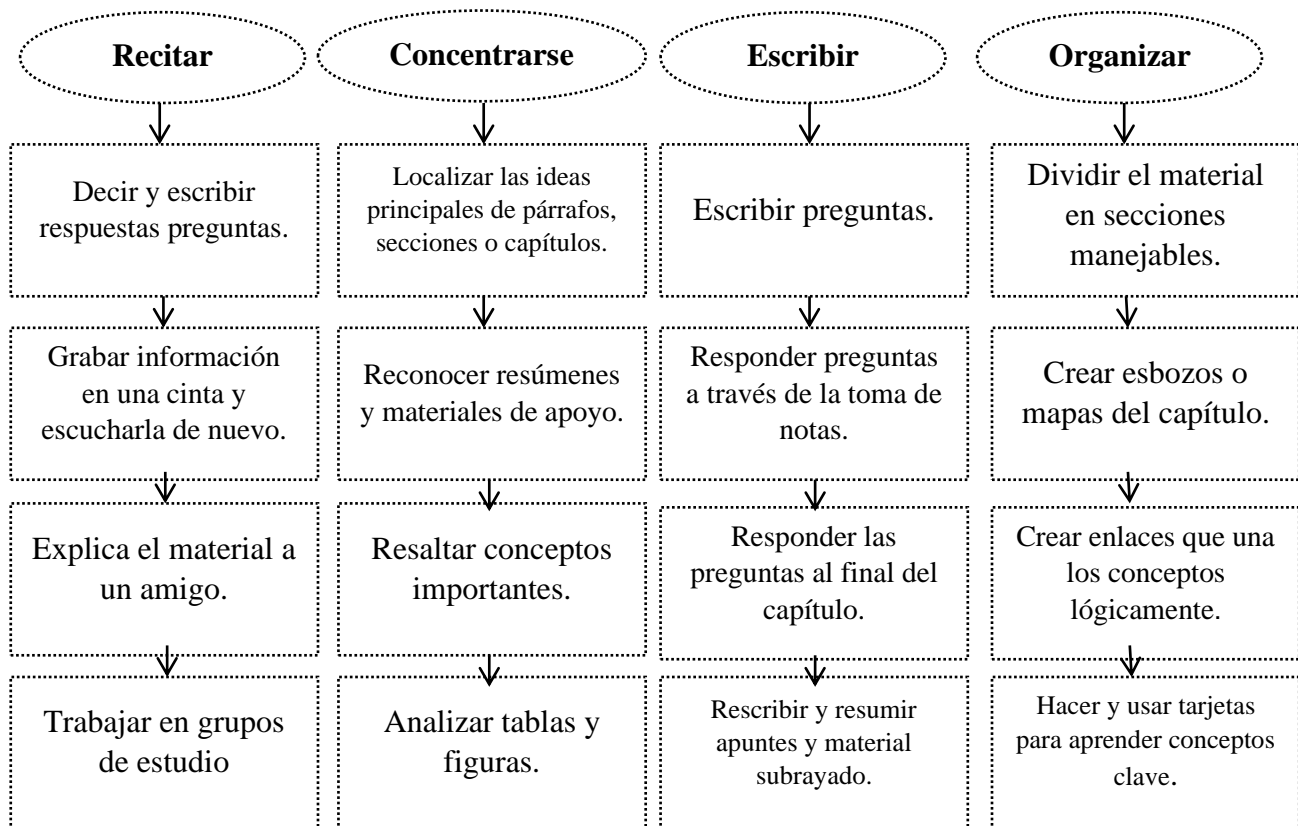 Recitar
Concentrarse
Escribir
Organizar
Decir y escribir
respuestas preguntas.
Localizar las ideas
principales de párrafos,
secciones o capítulos.
Escribir preguntas.
Dividir el material
en secciones
manejables.
Grabar información
en una cinta y
escucharla de nuevo.
Reconocer resúmenes
y materiales de apoyo.
Responder preguntas
a través de la toma de
notas.
Crear esbozos o
mapas del capítulo.
Explica el material a
un amigo.
Resaltar conceptos
importantes.
Responder las
preguntas al final del
capítulo.
Crear enlaces que una
los conceptos
lógicamente.
Trabajar en grupos
de estudio
Analizar tablas y
figuras.
Rescribir y resumir
apuntes y material
subrayado.
Hacer y usar tarjetas
para aprender conceptos
clave.